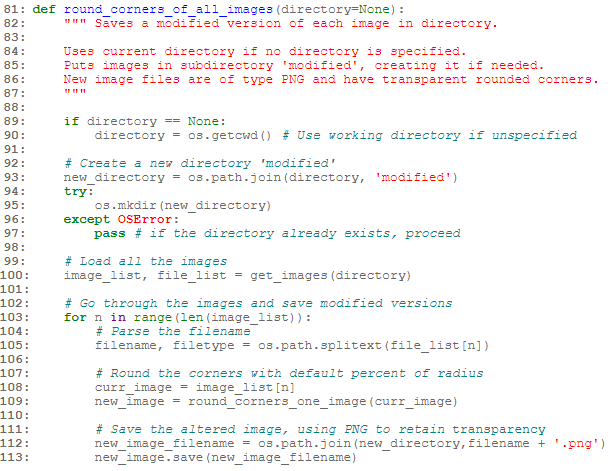 81: def round_corners_of_all_images(directory=None):
82:     """ Saves a modified version of each image in directory.
83:
84:     Uses current directory if no directory is specified.
85:     Puts images in subdirectory 'modified', creating it if needed.
86:     New image files are of type PNG and have transparent rounded corners.
87:     """
88:
89:     if directory == None:
90:         directory = os.getcwd() # Use working directory if unspecified
91:
92:     # Create a new directory 'modified'
93:     new_directory = os.path.join(directory, 'modified')
94:     try:
95:         os.mkdir(new_directory)
96:     except OSError:
97:         pass # if the directory already exists, proceed
98:
99:     # Load all the images
100:     image_list, file_list = get_images(directory)
101:
102:     # Go through the images and save modified versions
103:     for n in range(len(image_list)):
104:         # Parse the filename
105:         filename, filetype = os.path.splitext(file_list[n])
106:
107:         # Round the corners with default percent of radius
108:         curr_image = image_list[n]
109:         new_image = round_corners_one_image(curr_image)
110:
111:         # Save the altered image, using PNG to retain transparency
112:         new_image_filename = os.path.join(new_directory,filename + '.png')
113:         new_image.save(new_image_filename)